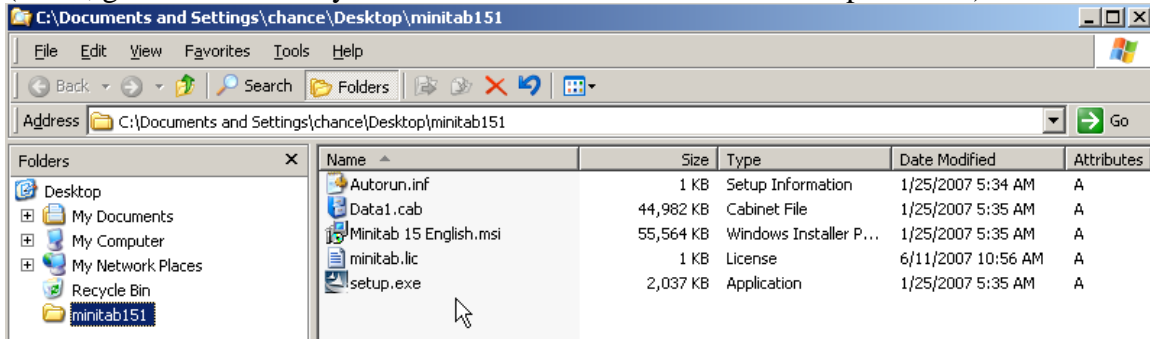 C:\Documents and Settings\chance\Desktop\minitab151
File Edit View Favorites Tools Help
Back Search Folders
Address C:\Documents and Settings\chance\Desktop\minitab151 Go
Folders X Name Size Type Date Modified Attributes
Desktop
My Documents
My Computer
My Network Places
Recycle Bin
minitab151
Autorun.inf 1 KB Setup Information 1/25/2007 5:34 AM A
Data1.cab 44,982 KB Cabinet File 1/25/2007 5:35 AM A
Minitab 15 English.msi 55,564 KB Windows Installer P... 1/25/2007 5:35 AM A
minitab.lic 1 KB License 6/11/2007 10:56 AM A
setup.exe 2,037 KB Application 1/25/2007 5:35 AM A